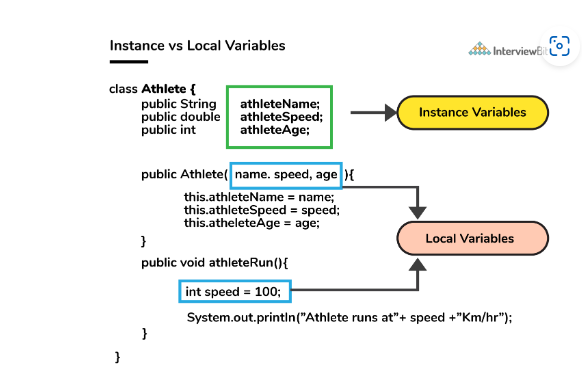 Instance vs Local Variables
class Athlete {
public String athleteName;
public double athleteSpeed;
public int athleteAge;
Instance Variables
public Athlete( name. speed, age ){
this.athleteName = name;
this.athleteSpeed = speed;
this.atheleteAge = age;
}
Local Variables
public void athleteRun(){
int speed = 100;
System.out.println("Athlete runs at"+ speed +"Km/hr");
}
}